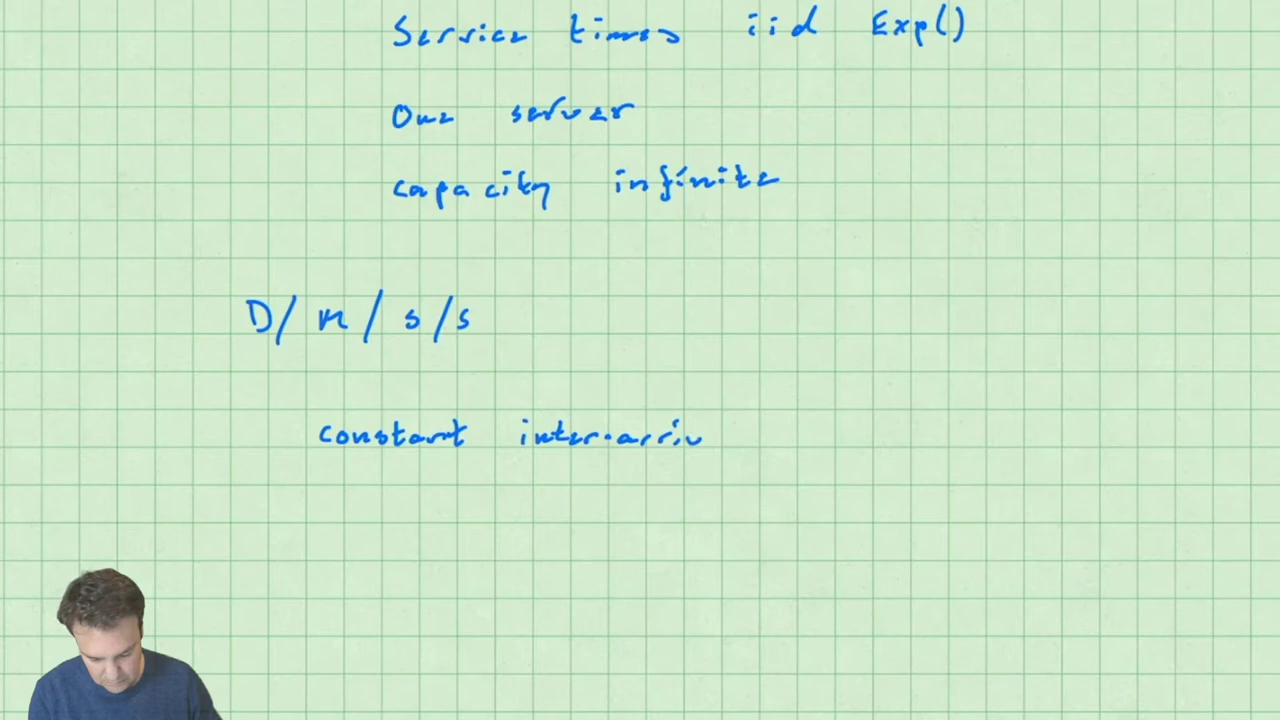 Service times iid Exp()
One server
capacity infinite
D/ M / s/s
constant inter-arriv